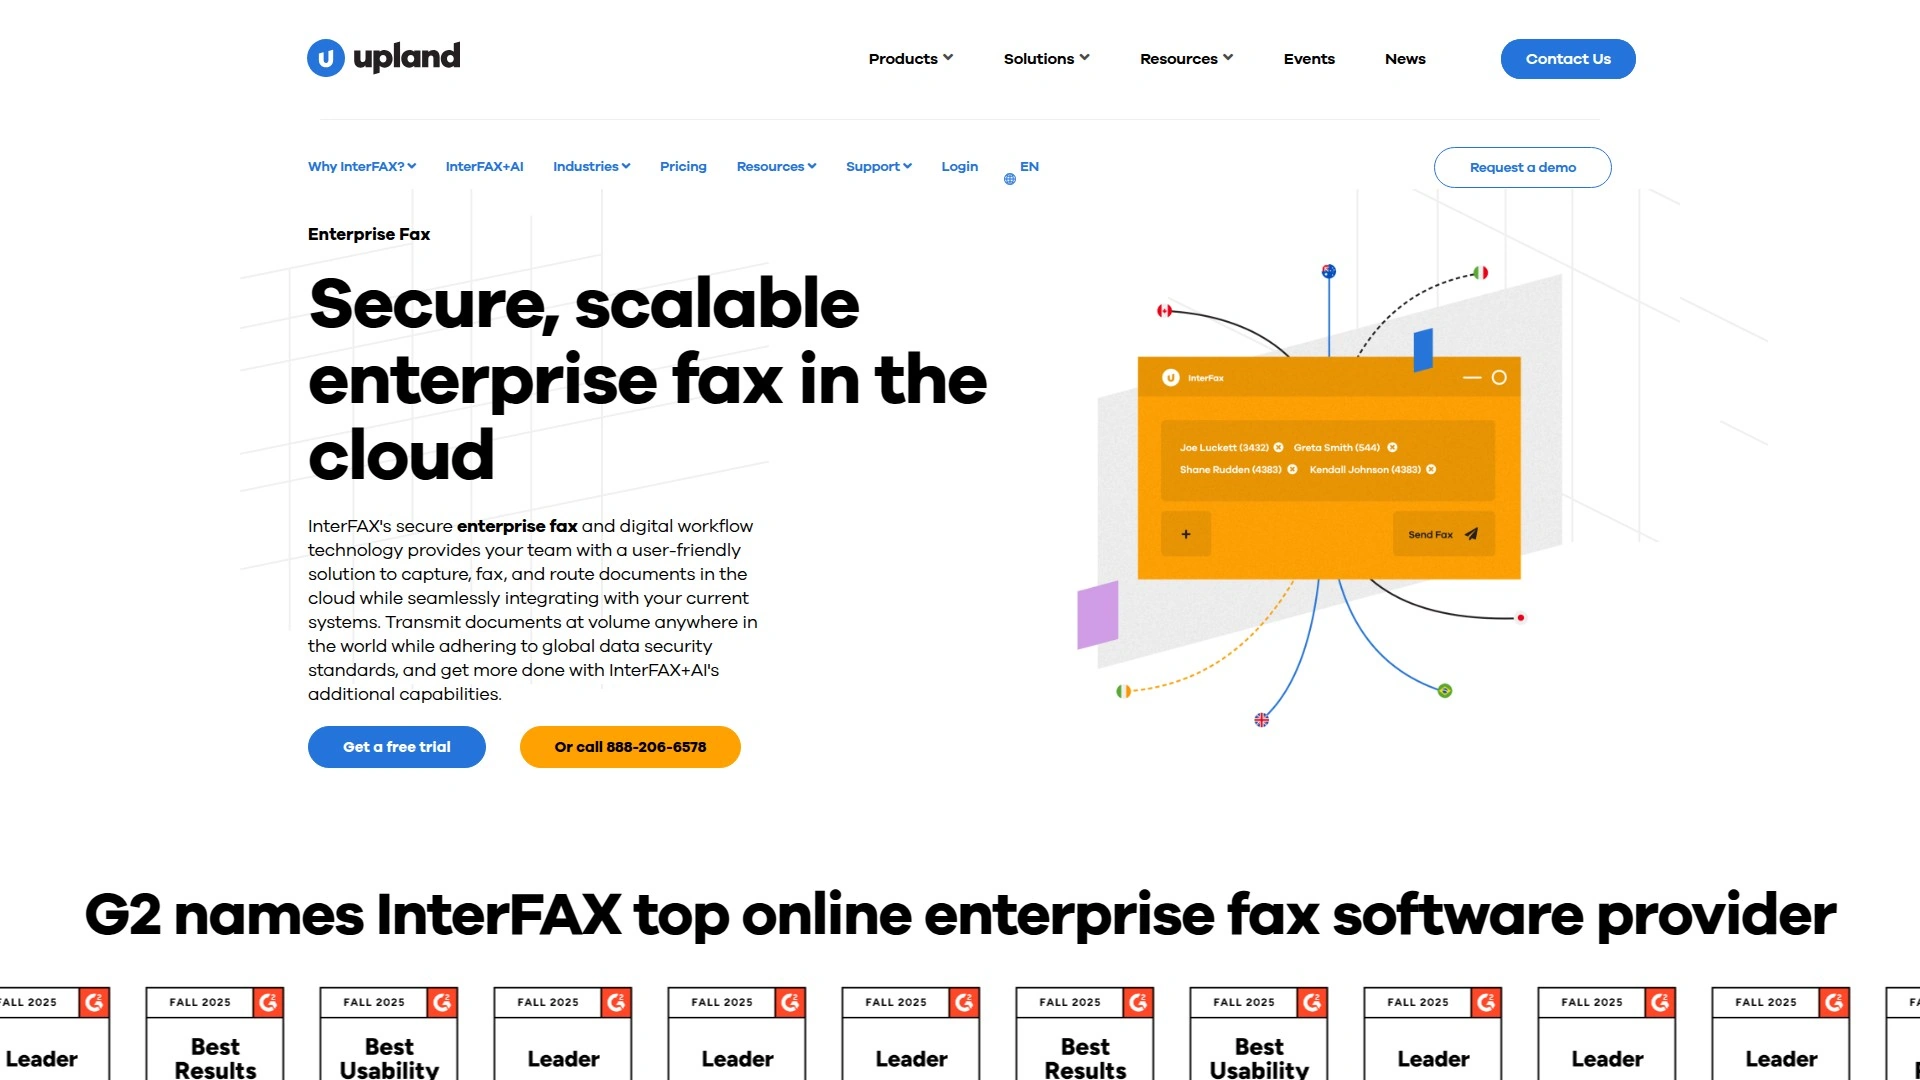 upland
Products
Solutions
Resources
Events
News
Contact Us
Why InterFAX?
InterFAX+AI
Industries
Pricing
Resources
Support
Login
EN
Request a demo
Enterprise Fax
Secure, scalable
enterprise fax in the
cloud
InterFAX's secure enterprise fax and digital workflow
technology provides your team with a user-friendly
solution to capture, fax, and route documents in the
cloud while seamlessly integrating with your current
systems. Transmit documents at volume anywhere in
the world while adhering to global data security
standards, and get more done with InterFAX+AI's
additional capabilities.
Get a free trial
Or call 888-206-6578
InterFax
Joe Luckett (3432) Greta Smith (544)
Shane Rudden (4383) Kendall Johnson (4383)
+
Send Fax
G2 names InterFAX top online enterprise fax software provider
FALL 2025
Leader
FALL 2025
Best
Results
FALL 2025
Best
Usability
FALL 2025
Leader
FALL 2025
Leader
FALL 2025
Leader
FALL 2025
Best
Results
FALL 2025
Best
Usability
FALL 2025
Leader
FALL 2025
Leader
FALL 2025
Leader